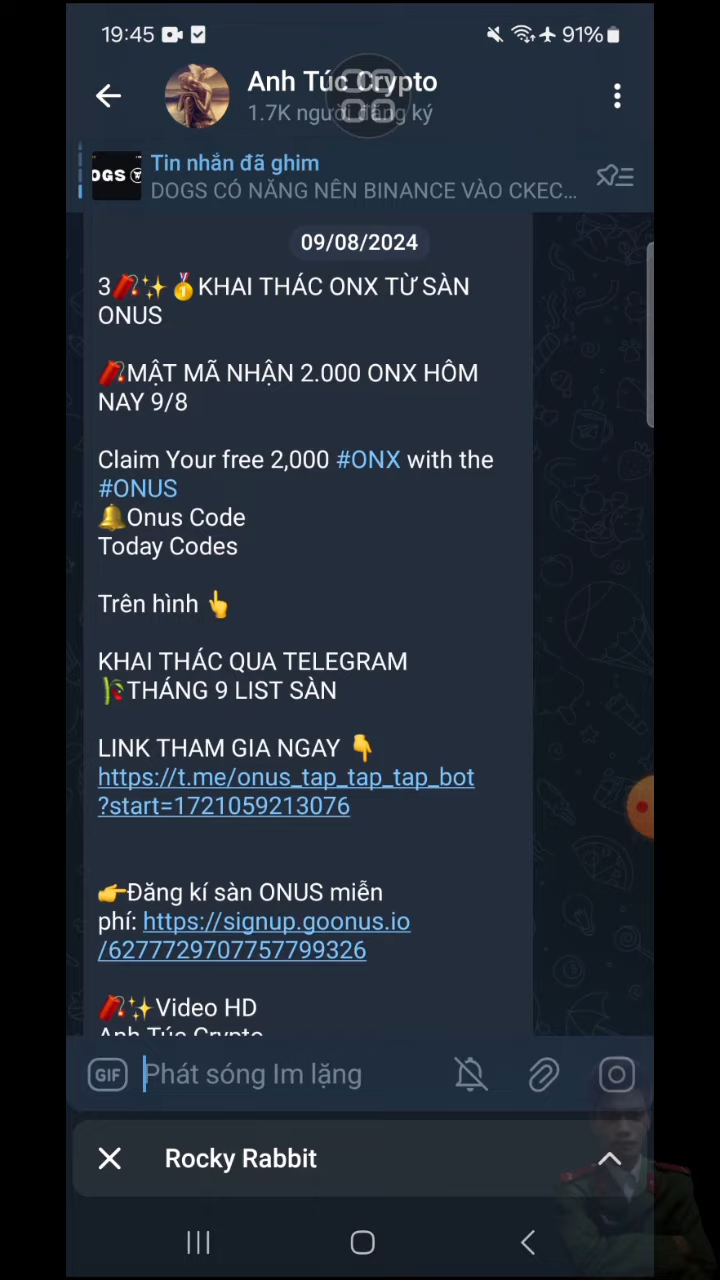 19:45
91%
Anh Túc Crypto
1.7K người đăng ký
OGS
Tin nhắn đã ghim
DOGS CÓ NĂNG NÊN BINANCE VÀO CKEC...
09/08/2024
3🧨✨🥇KHAI THÁC ONX TỪ SÀN
ONUS
🧨MẬT MÃ NHẬN 2.000 ONX HÔM
NAY 9/8
Claim Your free 2,000 #ONX with the
#ONUS
🔔Onus Code
Today Codes
Trên hình 👆
KHAI THÁC QUA TELEGRAM
🎋THÁNG 9 LIST SÀN
LINK THAM GIA NGAY 👇
https://t.me/onus_tap_tap_tap_bot
?start=1721059213076
👉Đăng kí sàn ONUS miễn
phí: https://signup.goonus.io
/6277729707757799326
🧨✨Video HD
Anh Túc Crypto
GIF
Phát sóng Im lặng
Rocky Rabbit